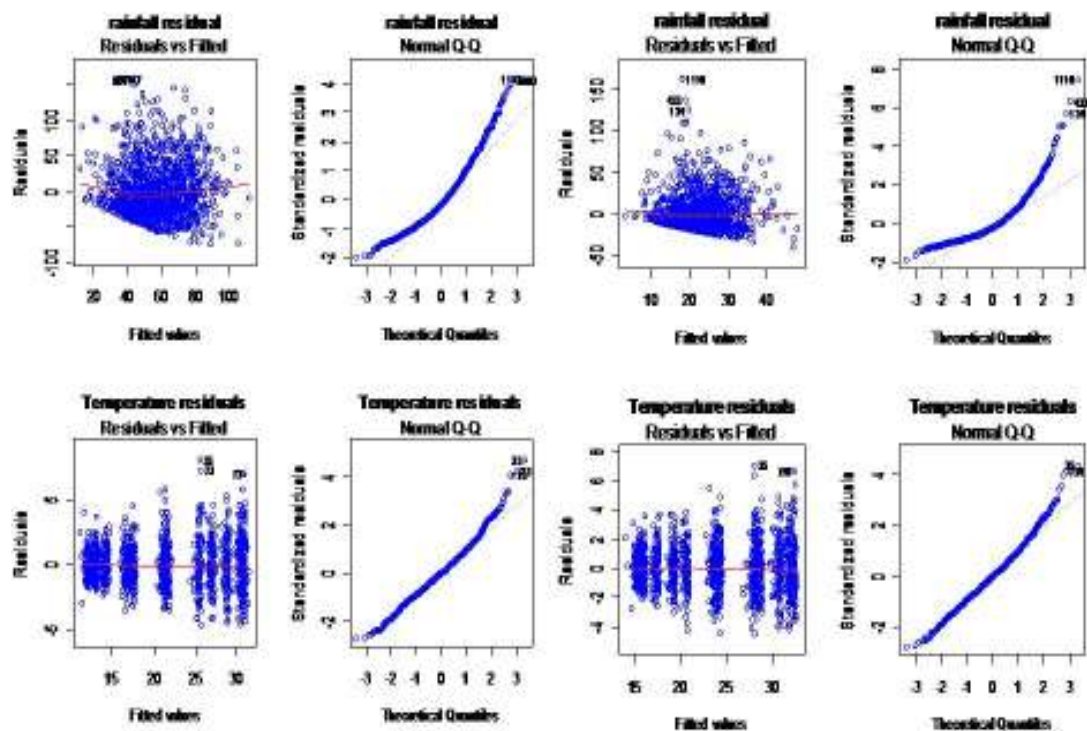 rainfall residual
Residuals vs Fitted
Residuals
-100 0 50 100
20 40 60 80 100
Fitted values
rainfall residual
Normal Q-Q
Standardized residuals
-2 -1 0 1 2 3 4
-3 -2 -1 0 1 2 3
Theoretical Quantiles
rainfall residual
Residuals vs Fitted
1116
Residuals
-50 0 50 100 150
10 20 30 40
Fitted values
rainfall residual
Normal Q-Q
1116
Standardized residuals
-2 0 2 4 6
-3 -2 -1 0 1 2 3
Theoretical Quantiles
Temperature residuals
Residuals vs Fitted
Residuals
-5 0 5
15 20 25 30
Fitted values
Temperature residuals
Normal Q-Q
Standardized residuals
-2 0 2 4
-3 -2 -1 0 1 2 3
Theoretical Quantiles
Temperature residuals
Residuals vs Fitted
Residuals
-4 -2 0 2 4 6 8
15 20 25 30
Fitted values
Temperature residuals
Normal Q-Q
Standardized residuals
-2 0 2 4
-3 -2 -1 0 1 2 3
Theoretical Quantiles